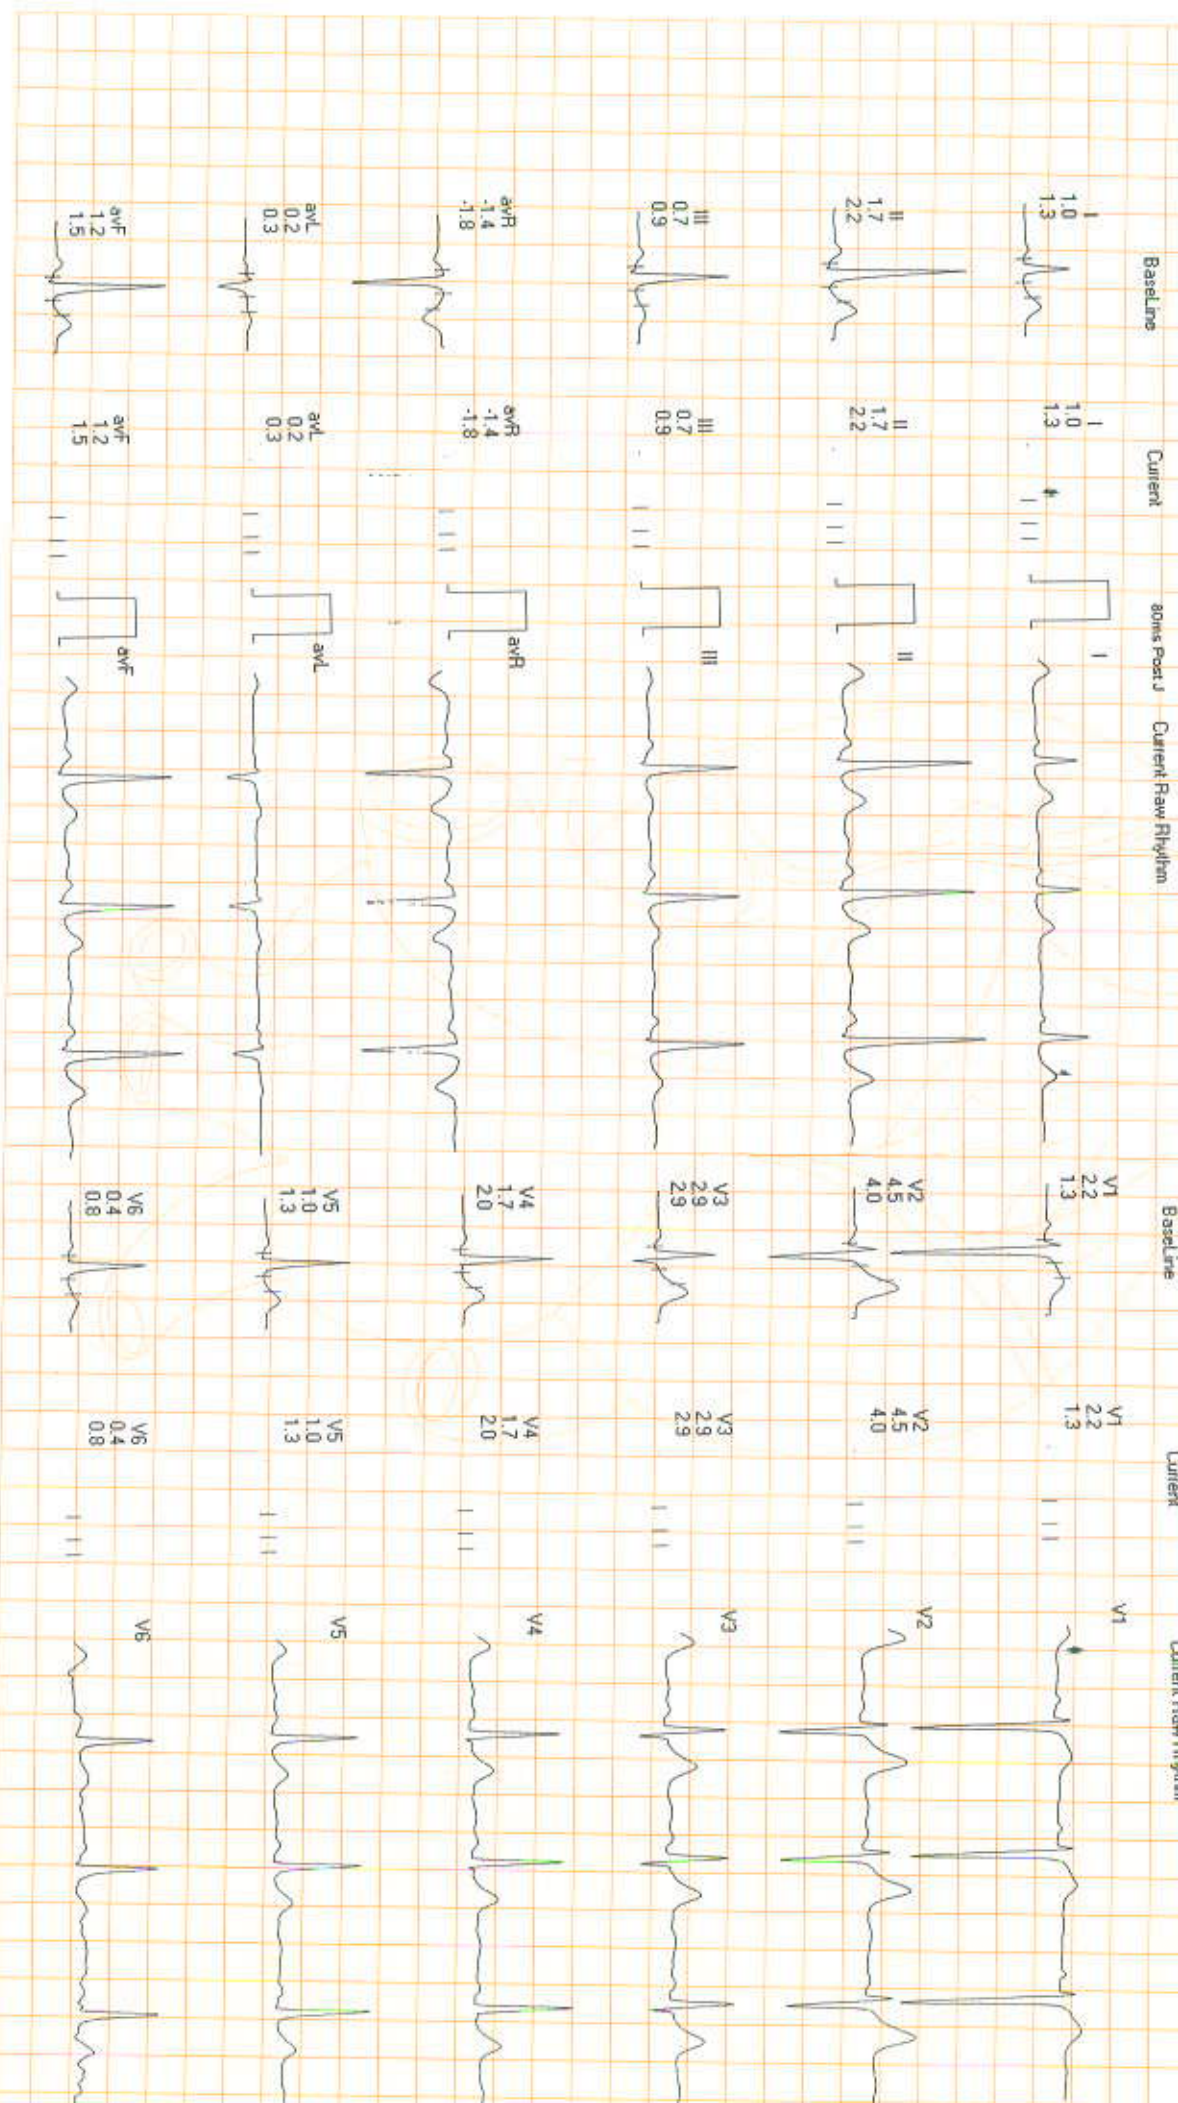 BaseLine
Current
80ms Post J
Current Raw Rhythm
BaseLine
Current
Current Raw Rhythm
I
1.0
1.3
I
1.0
1.3
I
V1
2.2
1.3
V1
2.2
1.3
V1
II
1.7
2.2
II
1.7
2.2
II
V2
4.5
4.0
V2
4.5
4.0
V2
III
0.7
0.9
III
0.7
0.9
III
V3
2.9
2.9
V3
2.9
2.9
V3
avR
-1.4
-1.8
avR
-1.4
-1.8
avR
V4
1.7
2.0
V4
1.7
2.0
V4
avL
0.2
0.3
avL
0.2
0.3
avL
V5
1.0
1.3
V5
1.0
1.3
V5
avF
1.2
1.5
avF
1.2
1.5
avF
V6
0.4
0.8
V6
0.4
0.8
V6